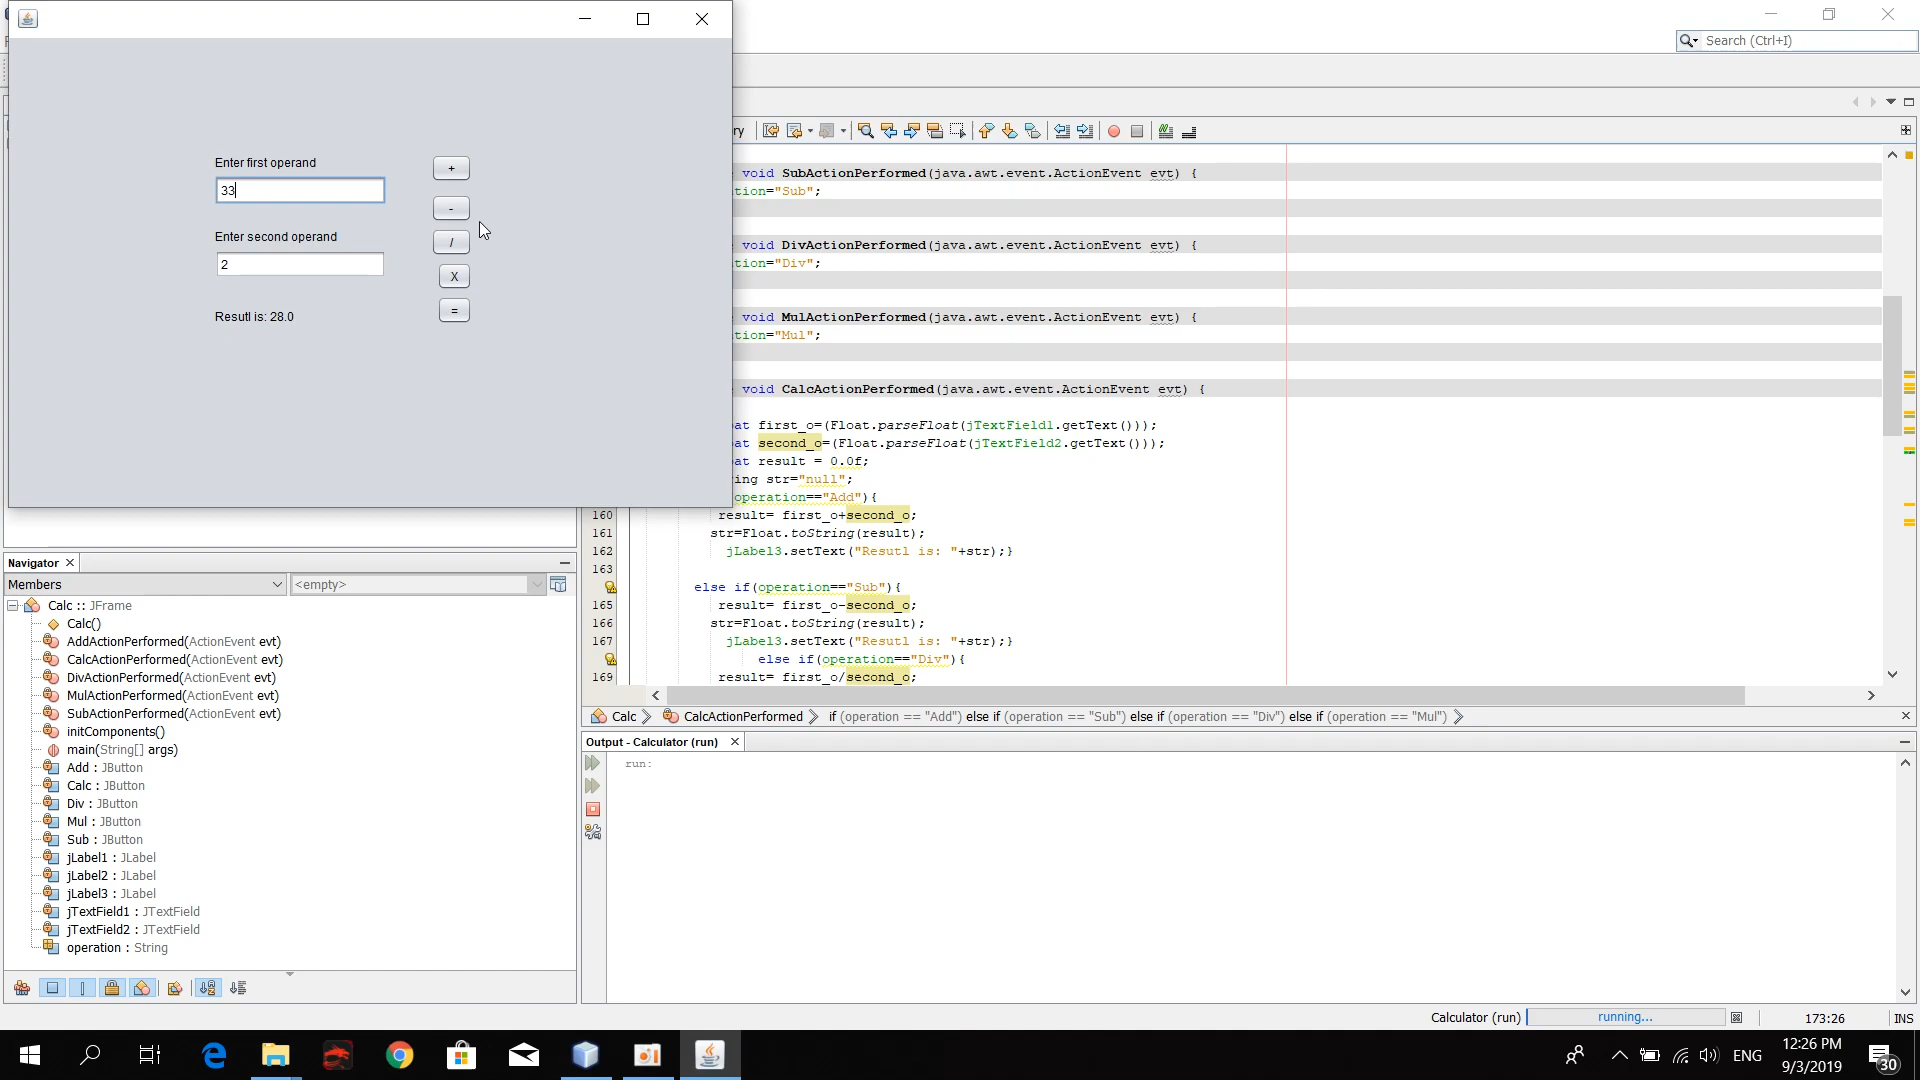 Search (Ctrl+I)
Enter first operand
33
+
-
Enter second operand
2
/
X
=
Resutl is: 28.0
ry
void SubActionPerformed(java.awt.event.ActionEvent evt) {
tion="Sub";
void DivActionPerformed(java.awt.event.ActionEvent evt) {
tion="Div";
void MulActionPerformed(java.awt.event.ActionEvent evt) {
tion="Mul";
void CalcActionPerformed(java.awt.event.ActionEvent evt) {
at first_o=(Float.parseFloat(jTextField1.getText()));
at second_o=(Float.parseFloat(jTextField2.getText()));
at result = 0.0f;
ing str="null";
operation=="Add"){
160 result= first_o+second_o;
161 str=Float.toString(result);
162 jLabel3.setText("Resutl is: "+str);}
163
else if(operation=="Sub"){
165 result= first_o-second_o;
166 str=Float.toString(result);
167 jLabel3.setText("Resutl is: "+str);}
else if(operation=="Div"){
169 result= first_o/second_o;
Calc CalcActionPerformed if (operation == "Add") else if (operation == "Sub") else if (operation == "Div") else if (operation == "Mul")
Navigator
Members <empty>
Calc :: JFrame
Calc()
AddActionPerformed(ActionEvent evt)
CalcActionPerformed(ActionEvent evt)
DivActionPerformed(ActionEvent evt)
MulActionPerformed(ActionEvent evt)
SubActionPerformed(ActionEvent evt)
initComponents()
main(String[] args)
Add : JButton
Calc : JButton
Div : JButton
Mul : JButton
Sub : JButton
jLabel1 : JLabel
jLabel2 : JLabel
jLabel3 : JLabel
jTextField1 : JTextField
jTextField2 : JTextField
operation : String
Output - Calculator (run)
run:
Calculator (run) running... 173:26 INS
ENG
12:26 PM
9/3/2019
30